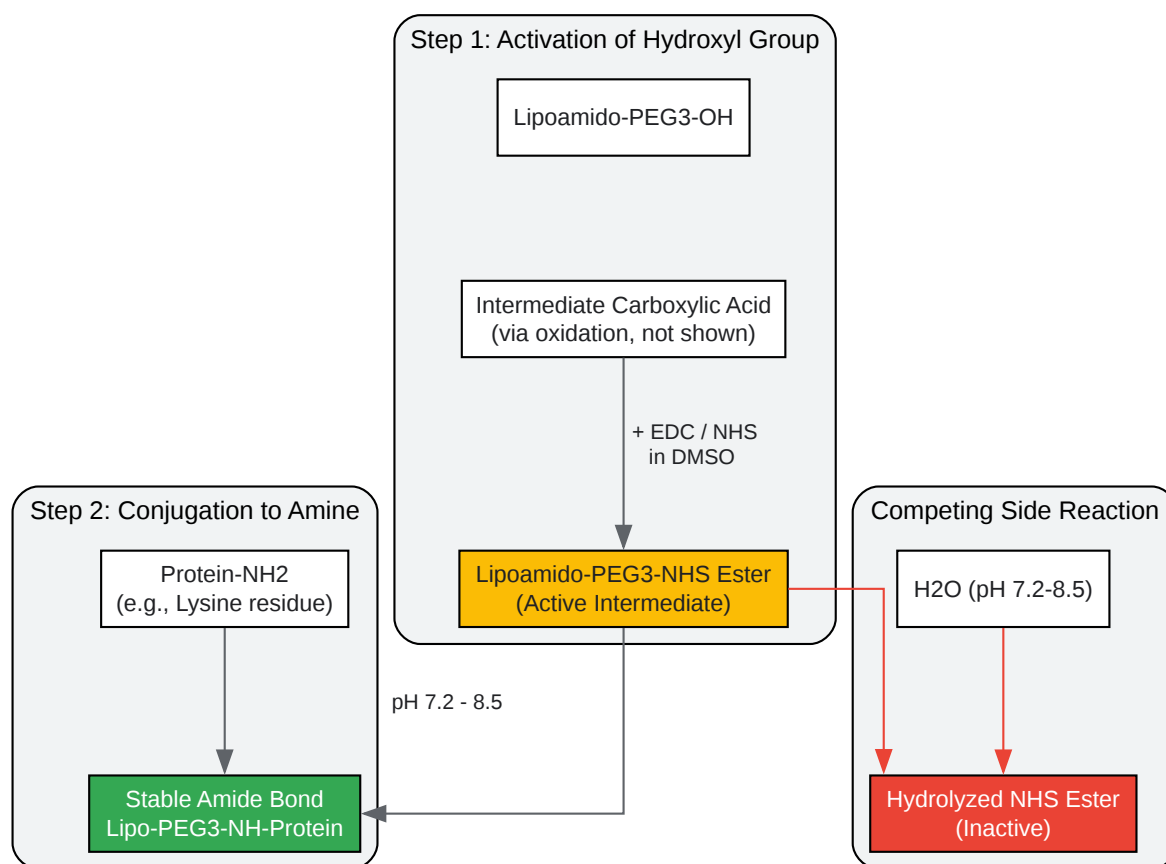 Step 1: Activation of Hydroxyl Group
Lipoamido-PEG3-OH
Intermediate Carboxylic Acid
(via oxidation, not shown)
+ EDC / NHS
in DMSO
Lipoamido-PEG3-NHS Ester
(Active Intermediate)
Step 2: Conjugation to Amine
Protein-NH2
(e.g., Lysine residue)
pH 7.2 - 8.5
Stable Amide Bond
Lipo-PEG3-NH-Protein
Competing Side Reaction
H2O (pH 7.2-8.5)
Hydrolyzed NHS Ester
(Inactive)